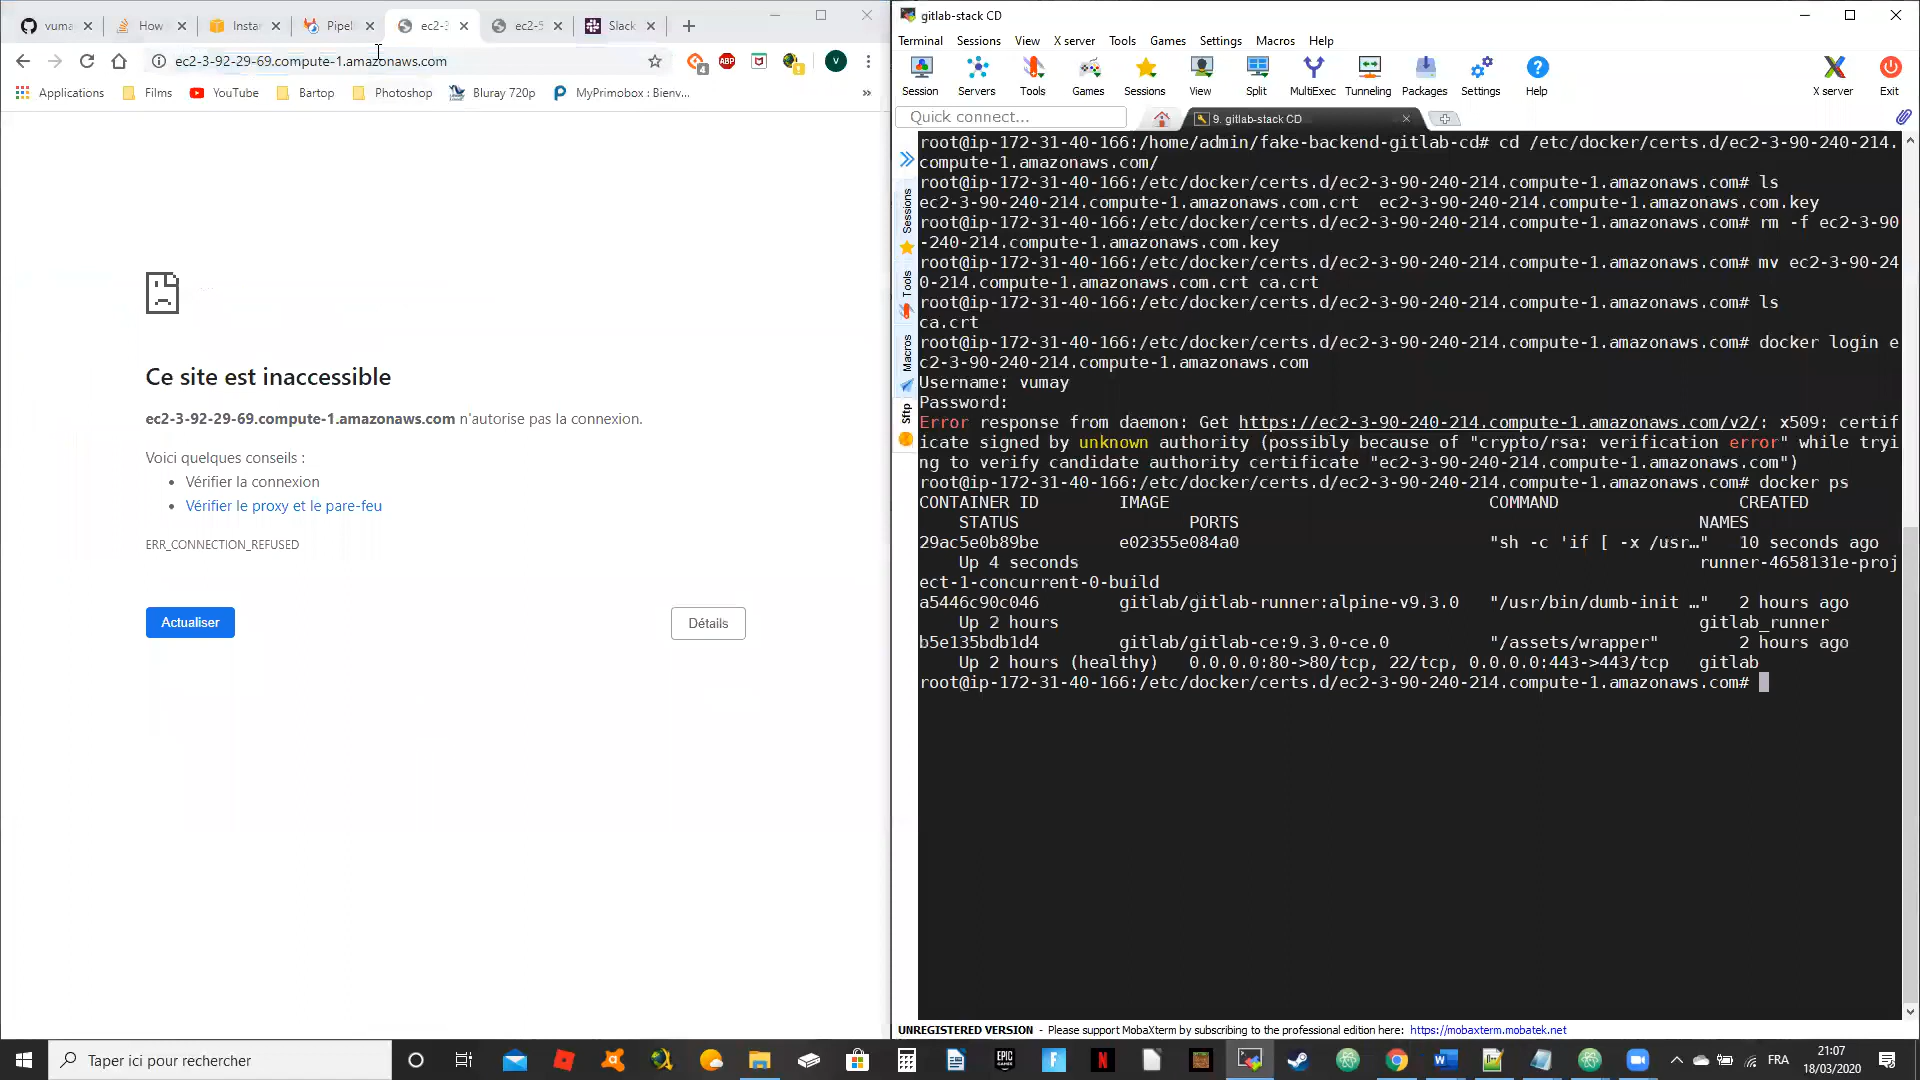 vuma
How
Insta
Pipeli
ec2-3
ec2-5
Slack
ec2-3-92-29-69.compute-1.amazonaws.com
Applications
Films
YouTube
Bartop
Photoshop
Bluray 720p
MyPrimobox : Bienv...
Ce site est inaccessible
ec2-3-92-29-69.compute-1.amazonaws.com n'autorise pas la connexion.
Voici quelques conseils :
Vérifier la connexion
Vérifier le proxy et le pare-feu
ERR_CONNECTION_REFUSED
Actualiser
Détails
gitlab-stack CD
Terminal Sessions View X server Tools Games Settings Macros Help
Session Servers Tools Games Sessions View Split MultiExec Tunneling Packages Settings Help X server Exit
Quick connect...
9. gitlab-stack CD
Sessions
Tools
Macros
Sftp
root@ip-172-31-40-166:/home/admin/fake-backend-gitlab-cd# cd /etc/docker/certs.d/ec2-3-90-240-214.
compute-1.amazonaws.com/
root@ip-172-31-40-166:/etc/docker/certs.d/ec2-3-90-240-214.compute-1.amazonaws.com# ls
ec2-3-90-240-214.compute-1.amazonaws.com.crt ec2-3-90-240-214.compute-1.amazonaws.com.key
root@ip-172-31-40-166:/etc/docker/certs.d/ec2-3-90-240-214.compute-1.amazonaws.com# rm -f ec2-3-90
-240-214.compute-1.amazonaws.com.key
root@ip-172-31-40-166:/etc/docker/certs.d/ec2-3-90-240-214.compute-1.amazonaws.com# mv ec2-3-90-24
0-214.compute-1.amazonaws.com.crt ca.crt
root@ip-172-31-40-166:/etc/docker/certs.d/ec2-3-90-240-214.compute-1.amazonaws.com# ls
ca.crt
root@ip-172-31-40-166:/etc/docker/certs.d/ec2-3-90-240-214.compute-1.amazonaws.com# docker login e
c2-3-90-240-214.compute-1.amazonaws.com
Username: vumay
Password:
Error response from daemon: Get https://ec2-3-90-240-214.compute-1.amazonaws.com/v2/: x509: certif
icate signed by unknown authority (possibly because of "crypto/rsa: verification error" while tryi
ng to verify candidate authority certificate "ec2-3-90-240-214.compute-1.amazonaws.com")
root@ip-172-31-40-166:/etc/docker/certs.d/ec2-3-90-240-214.compute-1.amazonaws.com# docker ps
CONTAINER ID IMAGE COMMAND CREATED
STATUS PORTS NAMES
29ac5e0b89be e02355e084a0 "sh -c 'if [ -x /usr…" 10 seconds ago
Up 4 seconds runner-4658131e-proj
ect-1-concurrent-0-build
a5446c90c046 gitlab/gitlab-runner:alpine-v9.3.0 "/usr/bin/dumb-init …" 2 hours ago
Up 2 hours gitlab_runner
b5e135bdb1d4 gitlab/gitlab-ce:9.3.0-ce.0 "/assets/wrapper" 2 hours ago
Up 2 hours (healthy) 0.0.0.0:80->80/tcp, 22/tcp, 0.0.0.0:443->443/tcp gitlab
root@ip-172-31-40-166:/etc/docker/certs.d/ec2-3-90-240-214.compute-1.amazonaws.com#
UNREGISTERED VERSION - Please support MobaXterm by subscribing to the professional edition here: https://mobaxterm.mobatek.net
Taper ici pour rechercher
FRA
21:07
18/03/2020